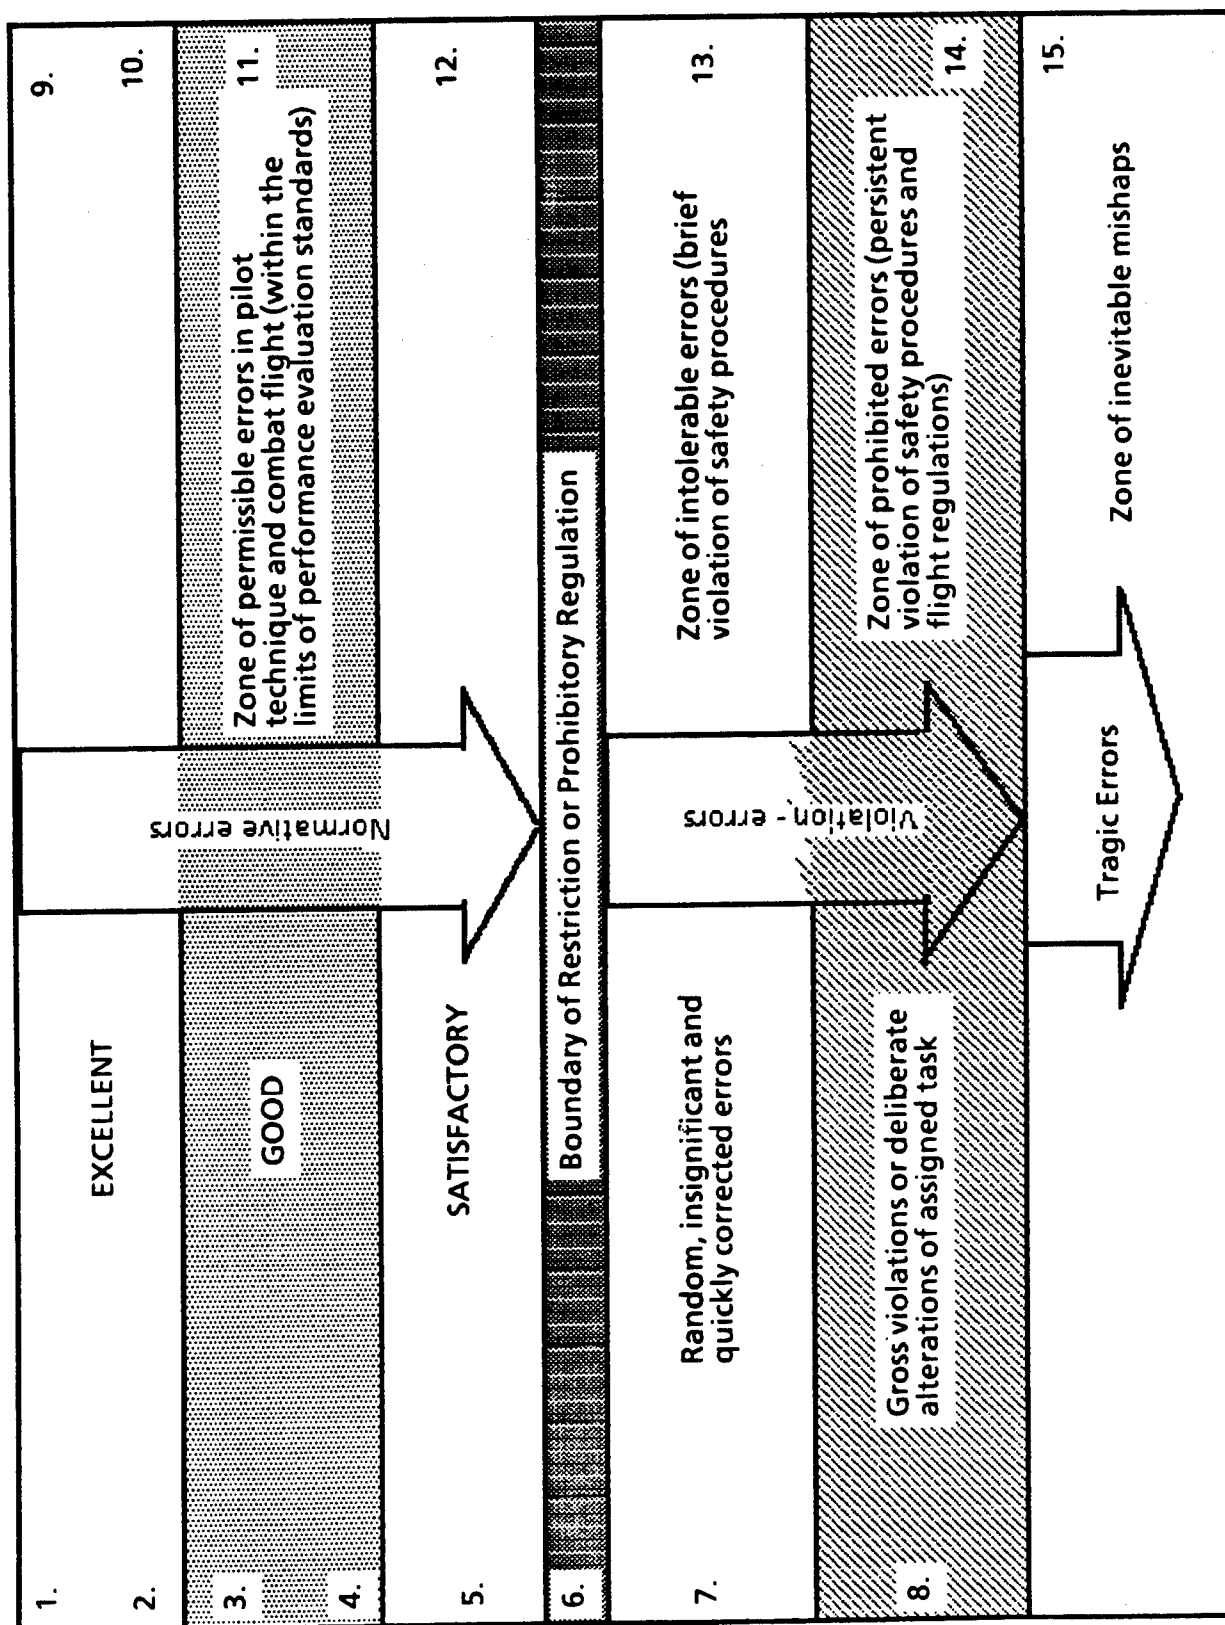 1.
9.
EXCELLENT
2.
10.
3.
11.
GOOD
Zone of permissible errors in pilot
technique and combat flight (within the
limits of performance evaluation standards)
4.
Normative errors
5.
SATISFACTORY
12.
6.
Boundary of Restriction or Prohibitory Regulation
7.
Random, insignificant and
quickly corrected errors
Zone of intolerable errors (brief
violation of safety procedures
13.
Violation - errors
8.
Gross violations or deliberate
alterations of assigned task
Zone of prohibited errors (persistent
violation of safety procedures and
flight regulations)
14.
15.
Tragic Errors
Zone of inevitable mishaps